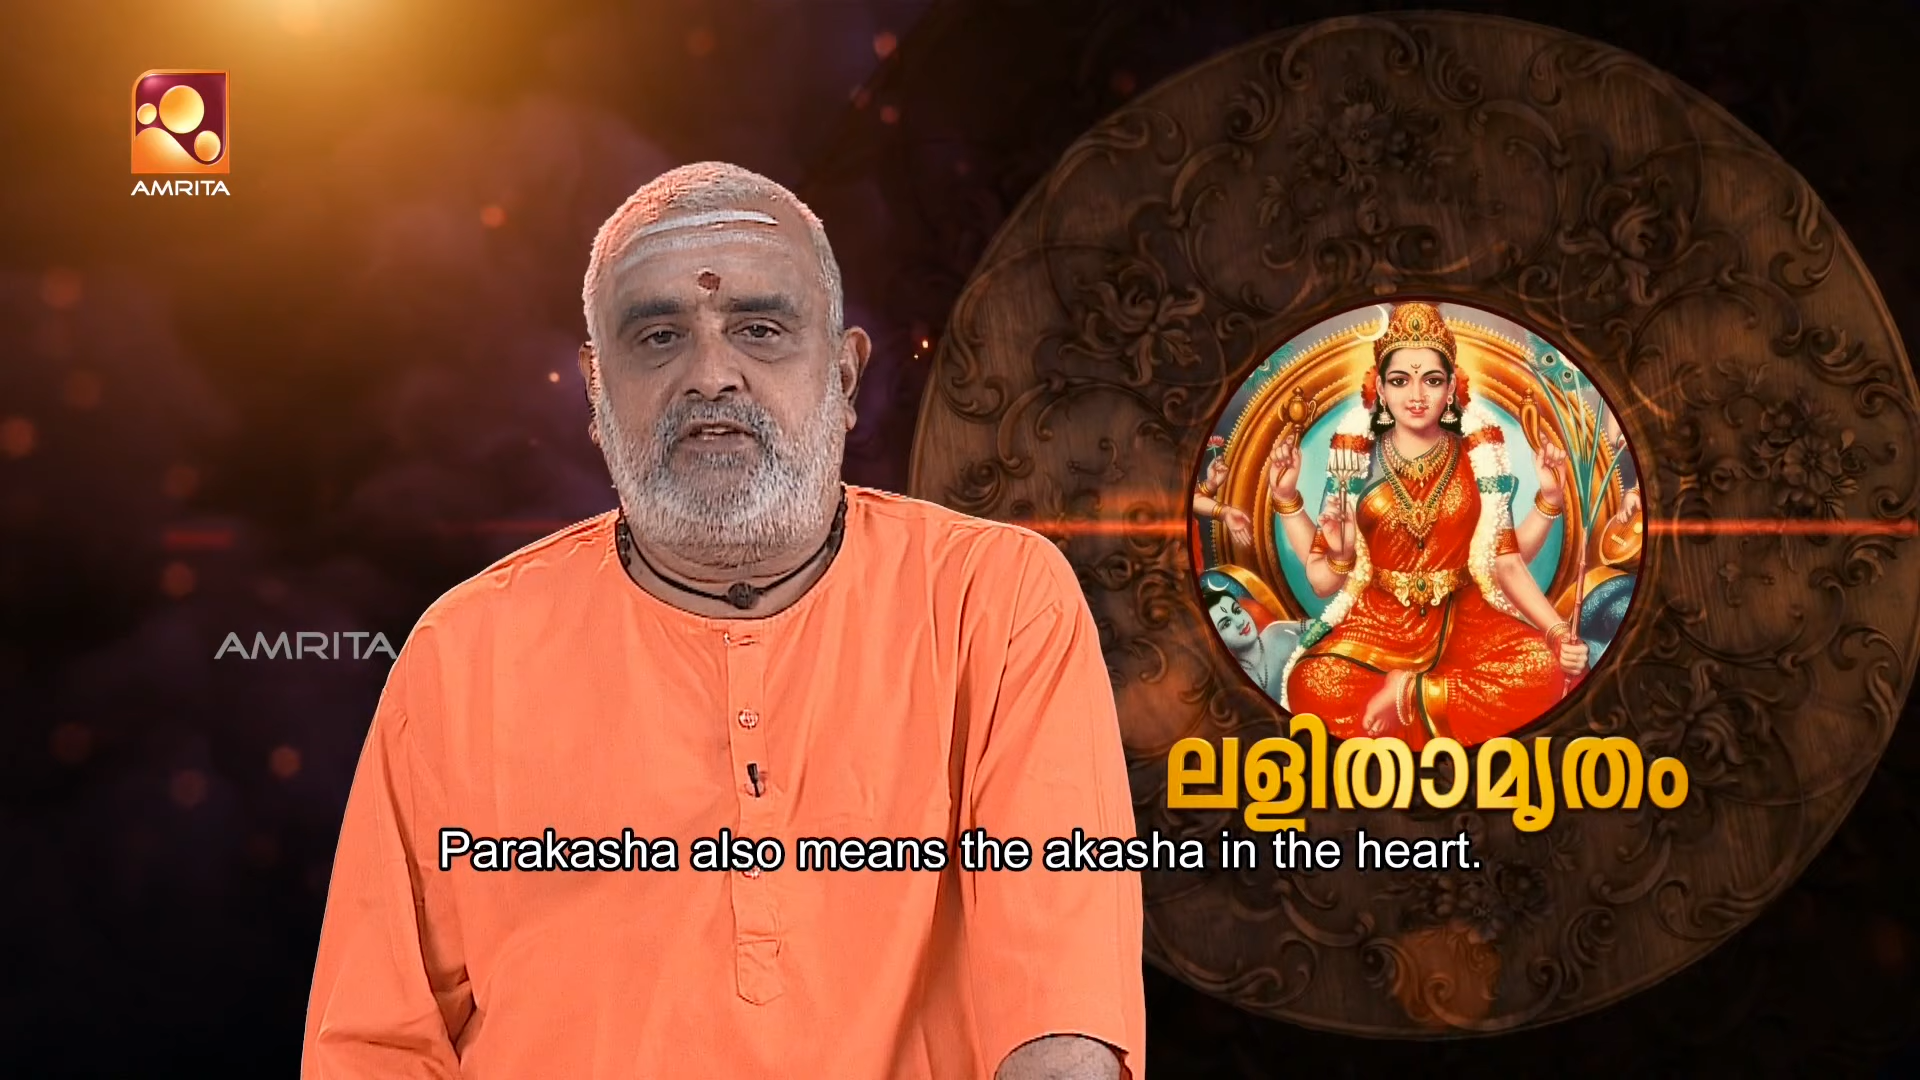 AMRITA
AMRITA
ലളിതാമൃതം
Parakasha also means the akasha in the heart.